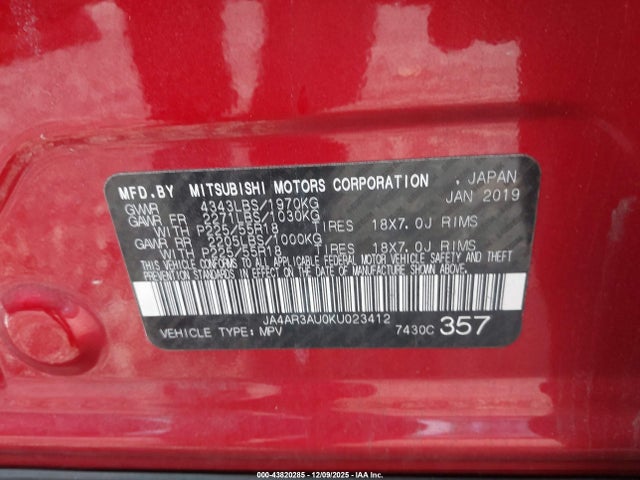 MFD.BY MITSUBISHI MOTORS CORPORATION , JAPAN
GVWR 4343LBS/1970KG JAN 2019
GAWR FR 2271LBS/1030KG
WITH P225/55R18 TIRES 18X7.0J RIMS
GAWR RR 2205LBS/1000KG
WITH P225/55R18 TIRES 18X7.0J RIMS
THIS VEHICLE CONFORMS TO ALL APPLICABLE FEDERAL MOTOR VEHICLE SAFETY AND THEFT
PREVENTION STANDARDS IN EFFECT ON THE DATE OF MANUFACTURE SHOWN ABOVE.
JA4AR3AU0KU023412
VEHICLE TYPE: MPV 7430C 357
000-43820285 - 12/09/2025 - IAA Inc.